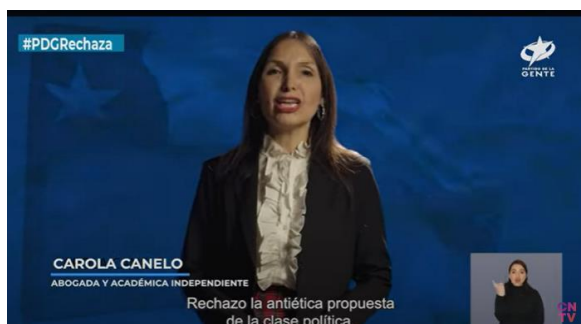 #PDGRechaza
PARTIDO DE LA
GENTE
CAROLA CANELO
ABOGADA Y ACADÉMICA INDEPENDIENTE
Rechazo la antiética propuesta
de la clase política
CN
TV